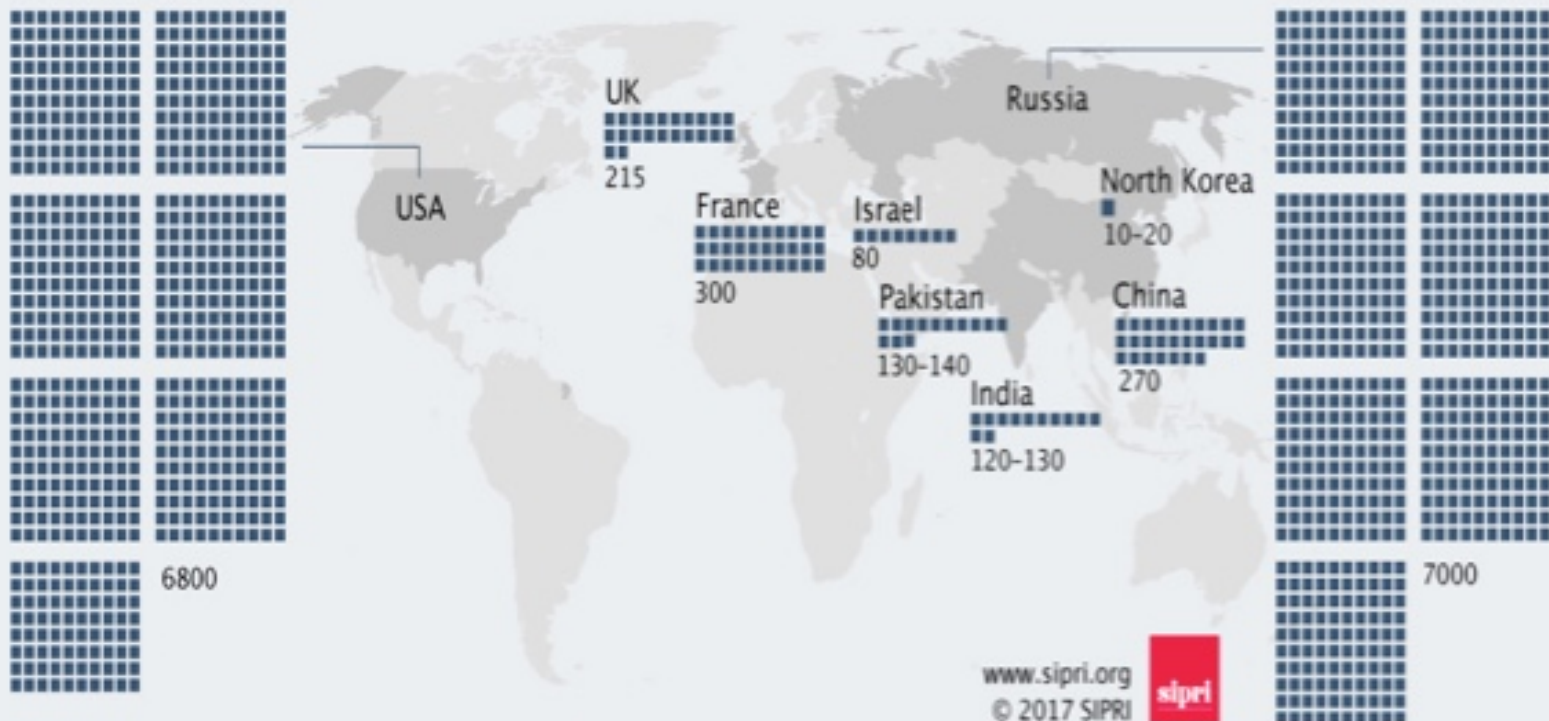 UK
215
USA
6800
France
300
Israel
80
Russia
7000
North Korea
10–20
Pakistan
130–140
China
270
India
120–130
www.sipri.org
© 2017 SIPRI
sipri